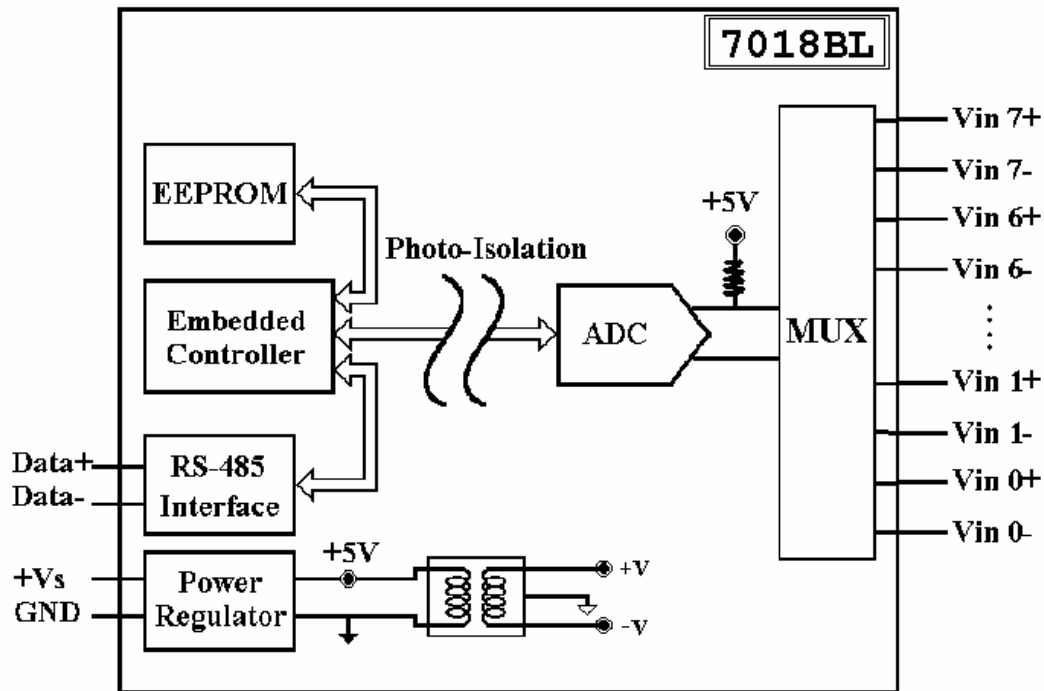 7018BL
Vin 7+
Vin 7-
Vin 6+
Vin 6-
Vin 1+
Vin 1-
Vin 0+
Vin 0-
MUX
+5V
ADC
Photo-Isolation
EEPROM
Embedded
Controller
RS-485
Interface
Data+
Data-
+Vs
GND
Power
Regulator
+5V
+V
-V